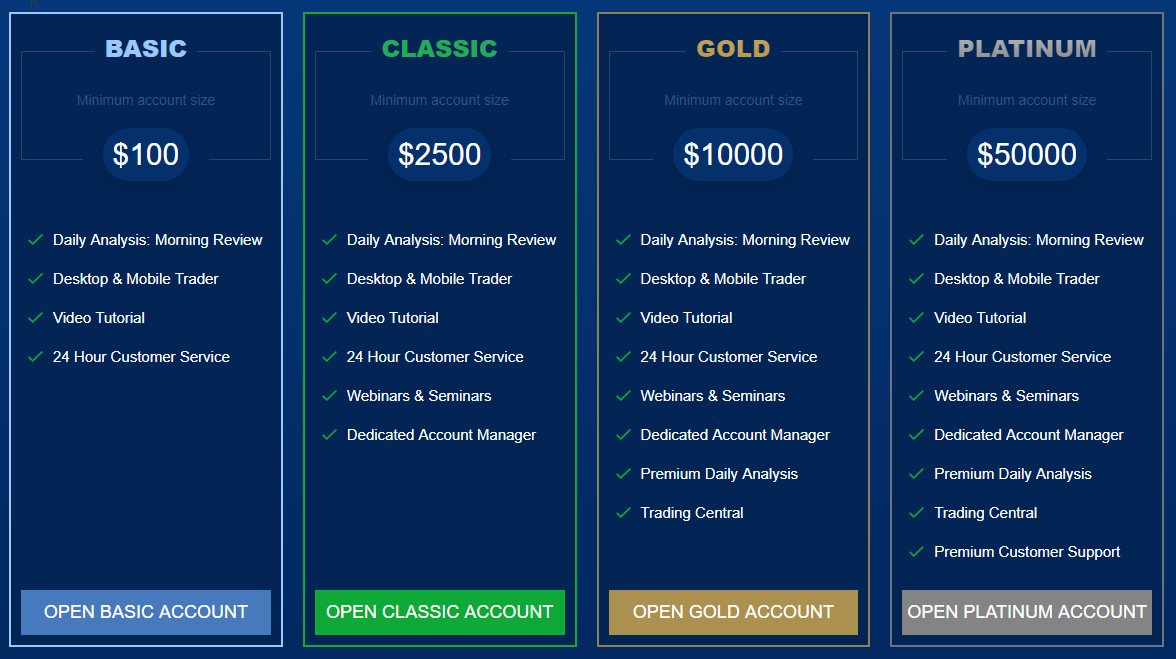 BASIC
Minimum account size
$100
Daily Analysis: Morning Review
Desktop & Mobile Trader
Video Tutorial
24 Hour Customer Service
OPEN BASIC ACCOUNT
CLASSIC
Minimum account size
$2500
Daily Analysis: Morning Review
Desktop & Mobile Trader
Video Tutorial
24 Hour Customer Service
Webinars & Seminars
Dedicated Account Manager
OPEN CLASSIC ACCOUNT
GOLD
Minimum account size
$10000
Daily Analysis: Morning Review
Desktop & Mobile Trader
Video Tutorial
24 Hour Customer Service
Webinars & Seminars
Dedicated Account Manager
Premium Daily Analysis
Trading Central
OPEN GOLD ACCOUNT
PLATINUM
Minimum account size
$50000
Daily Analysis: Morning Review
Desktop & Mobile Trader
Video Tutorial
24 Hour Customer Service
Webinars & Seminars
Dedicated Account Manager
Premium Daily Analysis
Trading Central
Premium Customer Support
OPEN PLATINUM ACCOUNT